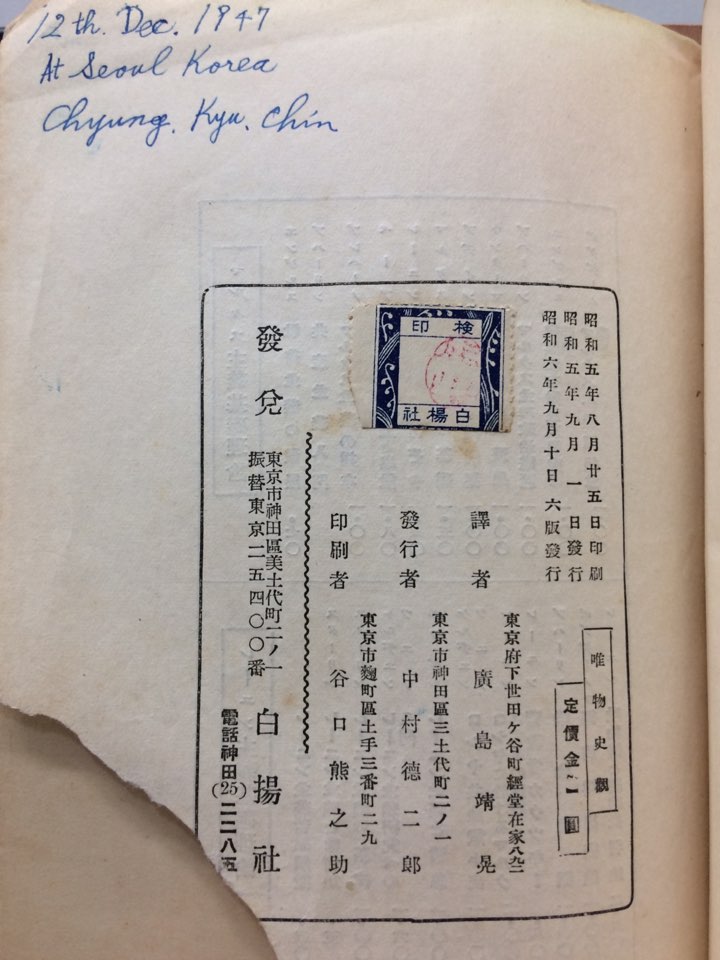 12th. Dec. 1947
At Seoul Korea
Chyung. Kyu. Chin
昭和五年八月廿五日印刷
昭和五年九月一日發行
昭和六年九月十日六版發行
檢印
白楊社
唯物史觀
定價金一圓
東京府下世田ケ谷町經堂在家八九二
譯者 廣島靖晃
東京市神田區三土代町二ノ一
發行者 中村德二郎
東京市麴町區土手三番町二九
印刷者 谷口熊之助
發兌
東京市神田區美土代町二ノ一
振替東京二五四〇〇番
白揚社
電話神田(25)二二八五